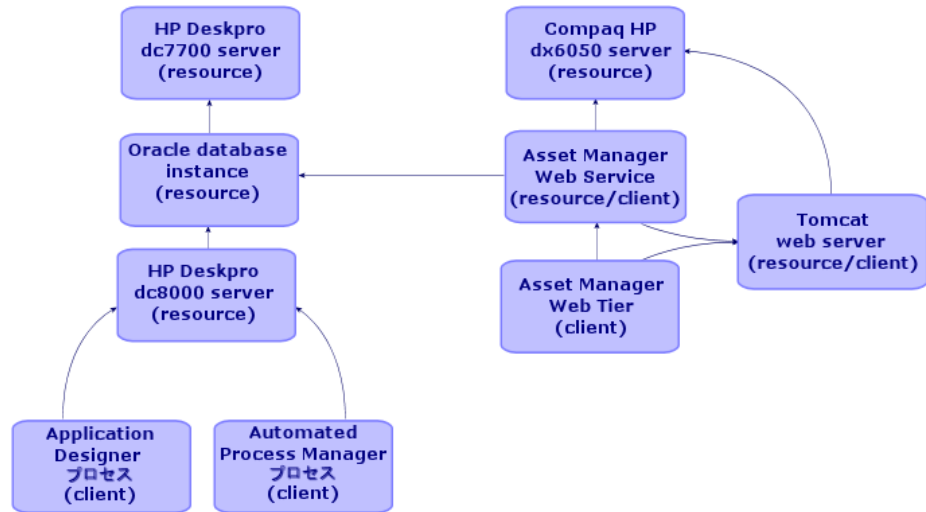 HP Deskpro
dc7700 server
(resource)
Compaq HP
dx6050 server
(resource)
Oracle database
instance
(resource)
Asset Manager
Web Service
(resource/client)
Tomcat
web server
(resource/client)
HP Deskpro
dc8000 server
(resource)
Asset Manager
Web Tier
(client)
Application
Designer
プロセス
(client)
Automated
Process Manager
プロセス
(client)